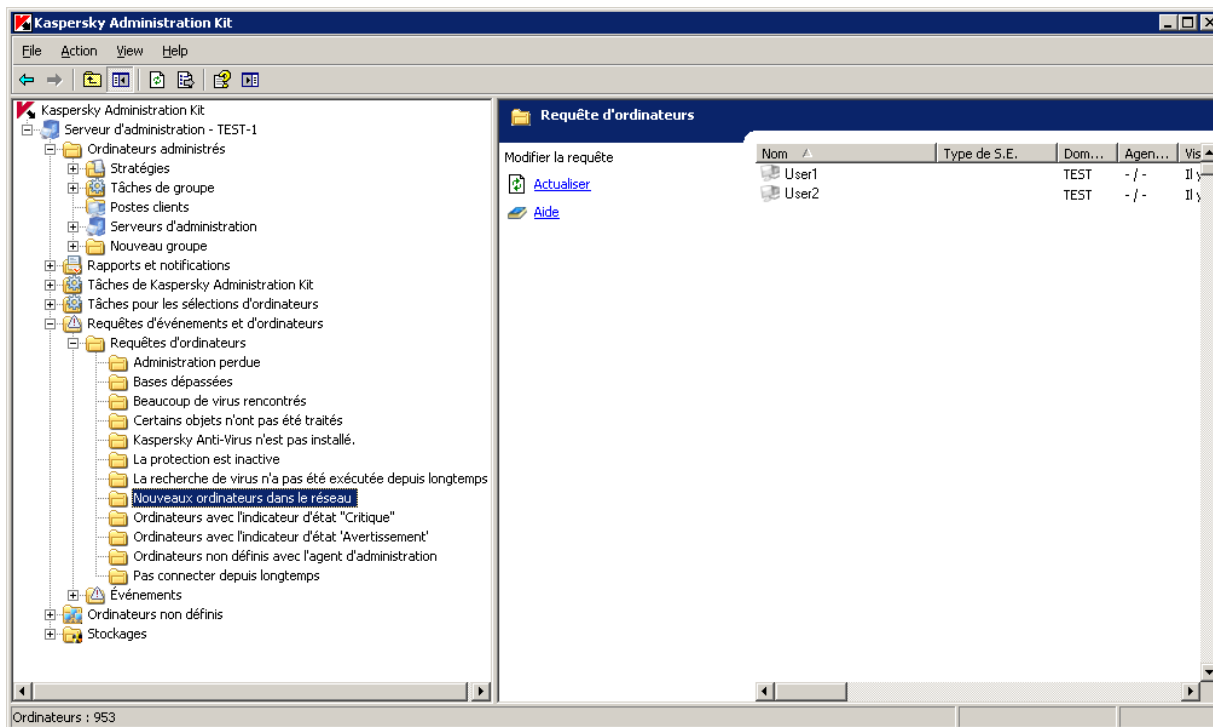 Kaspersky Administration Kit
File Action View Help
Kaspersky Administration Kit
Serveur d'administration - TEST-1
Ordinateurs administrés
Stratégies
Tâches de groupe
Postes clients
Serveurs d'administration
Nouveau groupe
Rapports et notifications
Tâches de Kaspersky Administration Kit
Tâches pour les sélections d'ordinateurs
Requêtes d'événements et d'ordinateurs
Requêtes d'ordinateurs
Administration perdue
Bases dépassées
Beaucoup de virus rencontrés
Certains objets n'ont pas été traités
Kaspersky Anti-Virus n'est pas installé.
La protection est inactive
La recherche de virus n'a pas été exécutée depuis longtemps
Nouveaux ordinateurs dans le réseau
Ordinateurs avec l'indicateur d'état "Critique"
Ordinateurs avec l'indicateur d'état 'Avertissement'
Ordinateurs non définis avec l'agent d'administration
Pas connecter depuis longtemps
Événements
Ordinateurs non définis
Stockages
Requête d'ordinateurs
Modifier la requête
Actualiser
Aide
Nom Type de S.E. Dom... Agen... Vis
User1 TEST - / - Il y
User2 TEST - / - Il y
Ordinateurs : 953